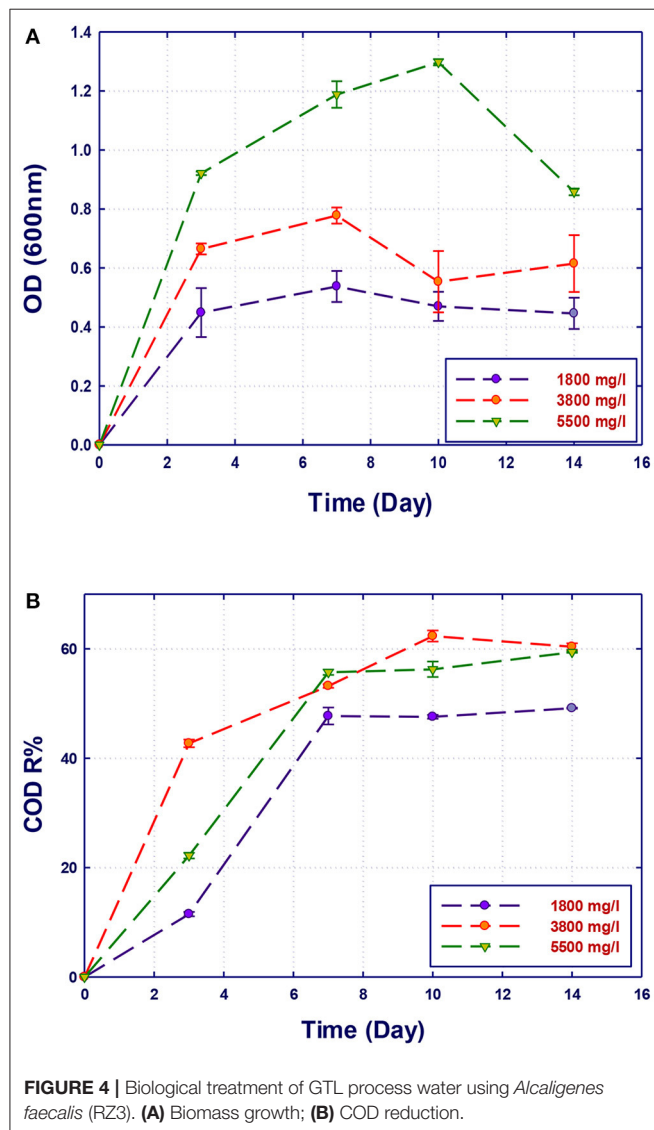 A
1.4
1.2
1.0
0.8
0.6
0.4
0.2
0.0
OD (600nm)
1800 mg/l
3800 mg/l
5500 mg/l
0 2 4 6 8 10 12 14 16
Time (Day)
B
60
40
20
0
COD R%
1800 mg/l
3800 mg/l
5500 mg/l
0 2 4 6 8 10 12 14 16
Time (Day)
FIGURE 4 | Biological treatment of GTL process water using Alcaligenes
faecalis (RZ3). (A) Biomass growth; (B) COD reduction.